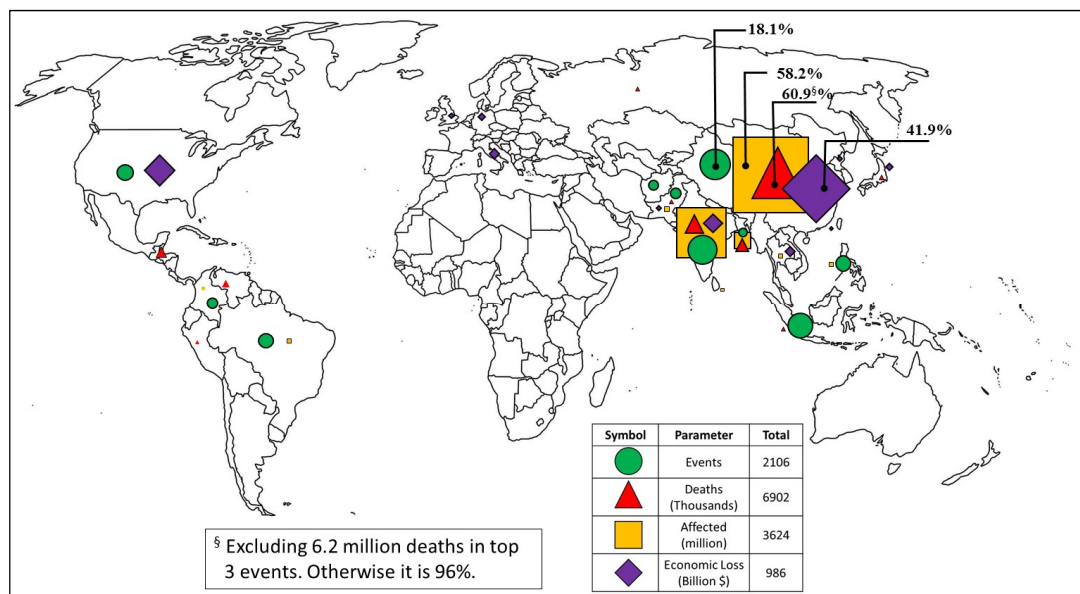 18.1%
58.2%
60.9§%
41.9%
Symbol Parameter Total
Events 2106
Deaths
(Thousands) 6902
Affected
(million) 3624
Economic Loss
(Billion $) 986
§ Excluding 6.2 million deaths in top
3 events. Otherwise it is 96%.